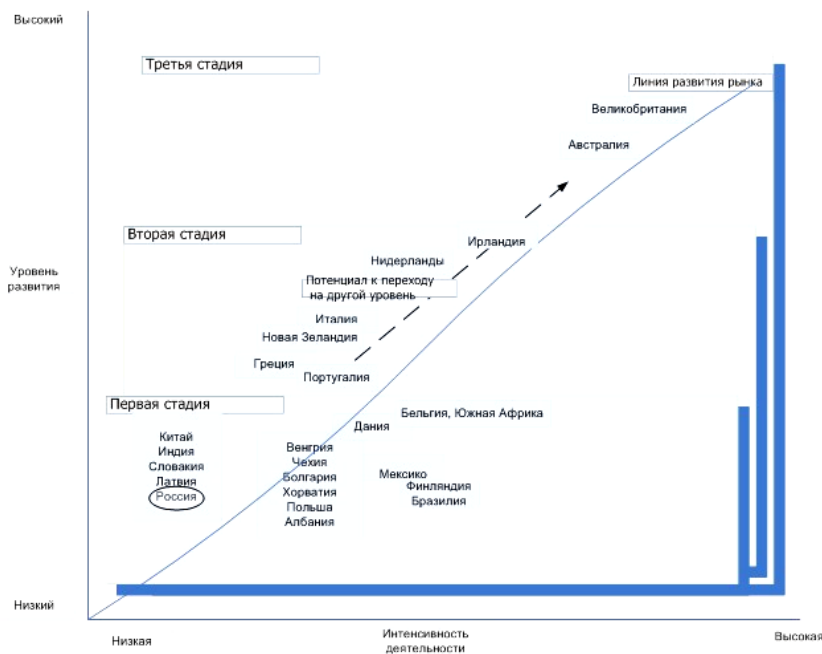 Высокий
Третья стадия
Линия развития рынка
Великобритания
Австралия
Вторая стадия
Ирландия
Нидерланды
Уровень
развития
Потенциал к переходу
на другой уровень
Италия
Новая Зеландия
Греция
Португалия
Первая стадия
Бельгия, Южная Африка
Дания
Китай
Индия
Словакия
Латвия
Россия
Венгрия
Чехия
Болгария
Хорватия
Польша
Албания
Мексико
Финляндия
Бразилия
Низкий
Низкая
Интенсивность
деятельности
Высокая